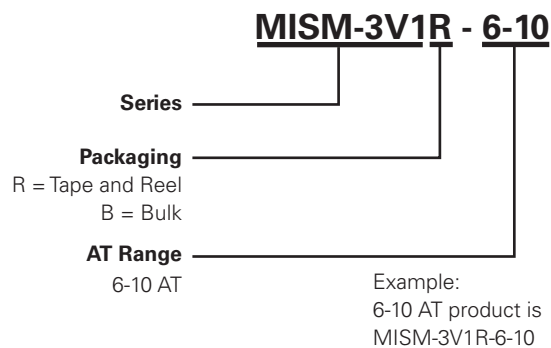 MISM-3V1R - 6-10
Series
Packaging
R = Tape and Reel
B = Bulk
AT Range
6-10 AT
Example:
6-10 AT product is
MISM-3V1R-6-10